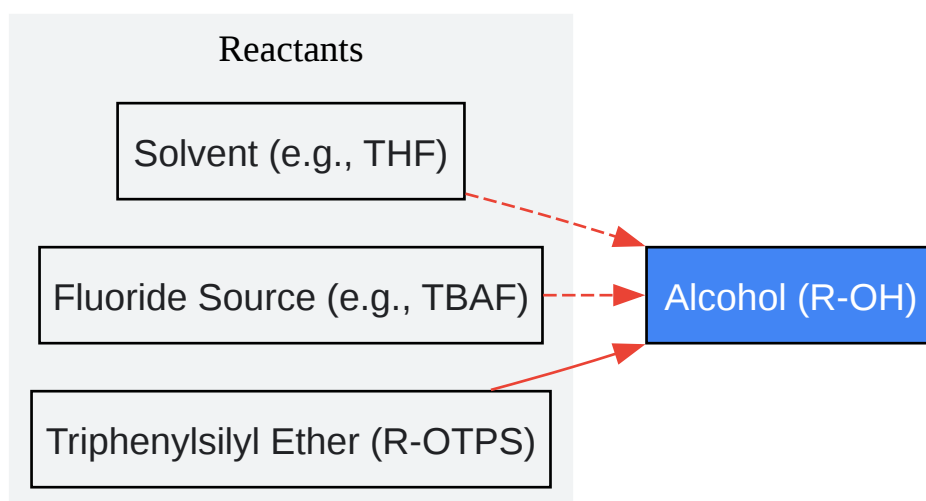 Reactants
Solvent (e.g., THF)
Fluoride Source (e.g., TBAF)
Alcohol (R-OH)
Triphenylsilyl Ether (R-OTPS)